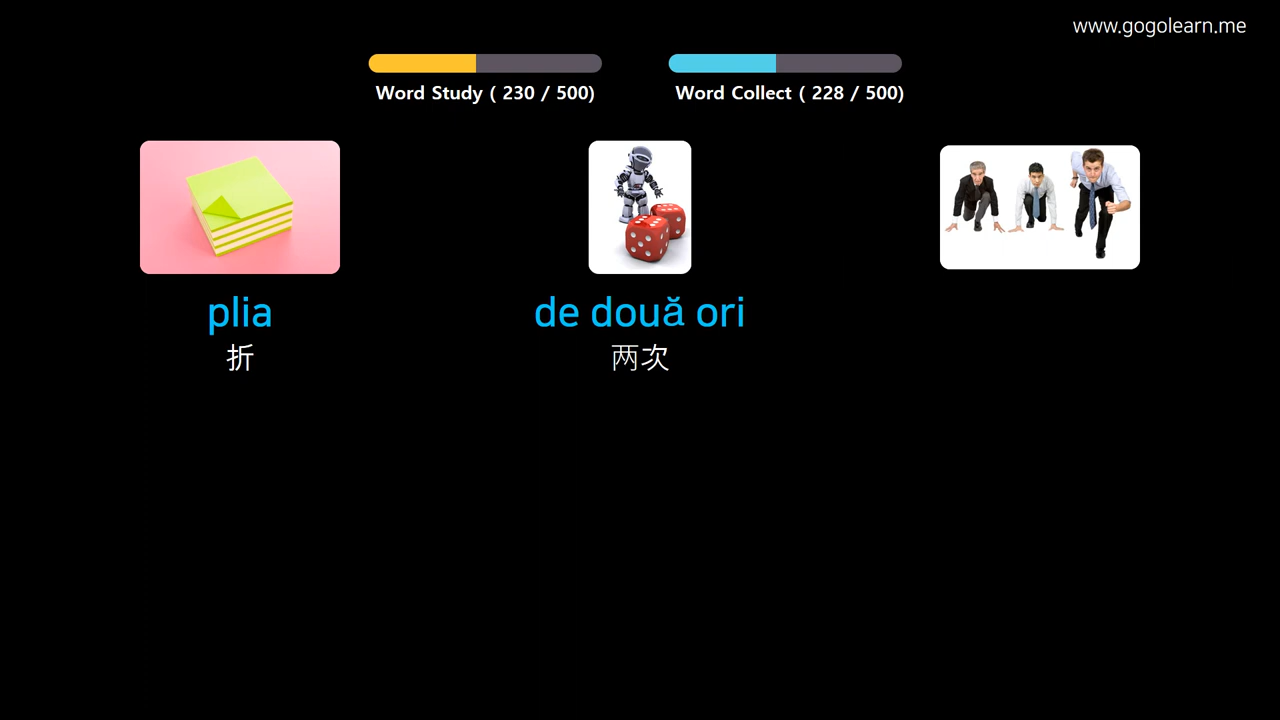 www.gogolearn.me
Word Study ( 230 / 500)
Word Collect ( 228 / 500)
plia
折
de două ori
两次